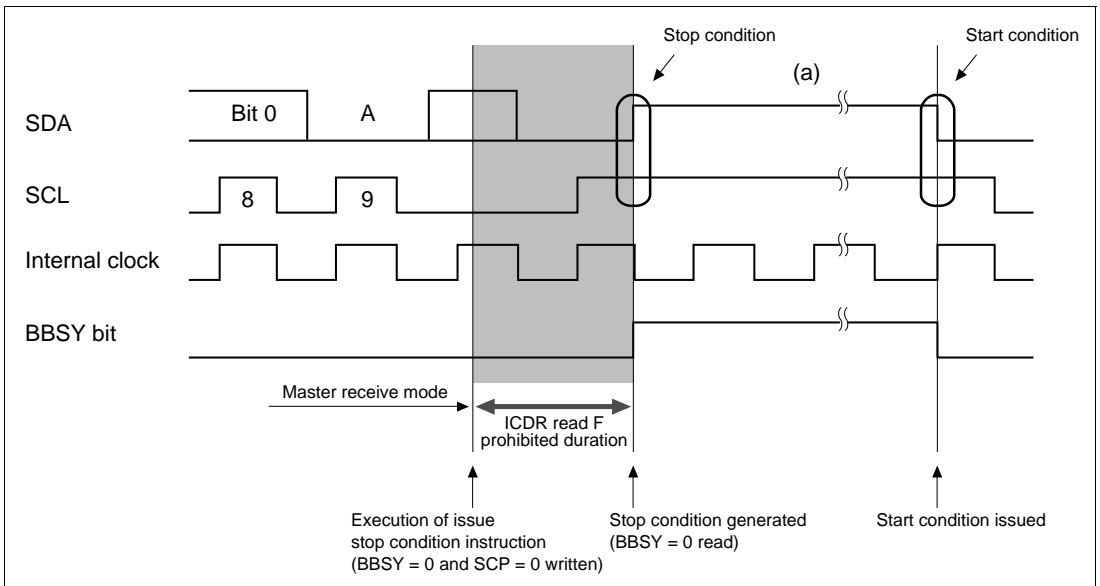 Stop condition
Start condition
(a)
SDA
Bit 0
A
SCL
8
9
Internal clock
BBSY bit
Master receive mode
ICDR read F
prohibited duration
Execution of issue
stop condition instruction
(BBSY = 0 and SCP = 0 written)
Stop condition generated
(BBSY = 0 read)
Start condition issued